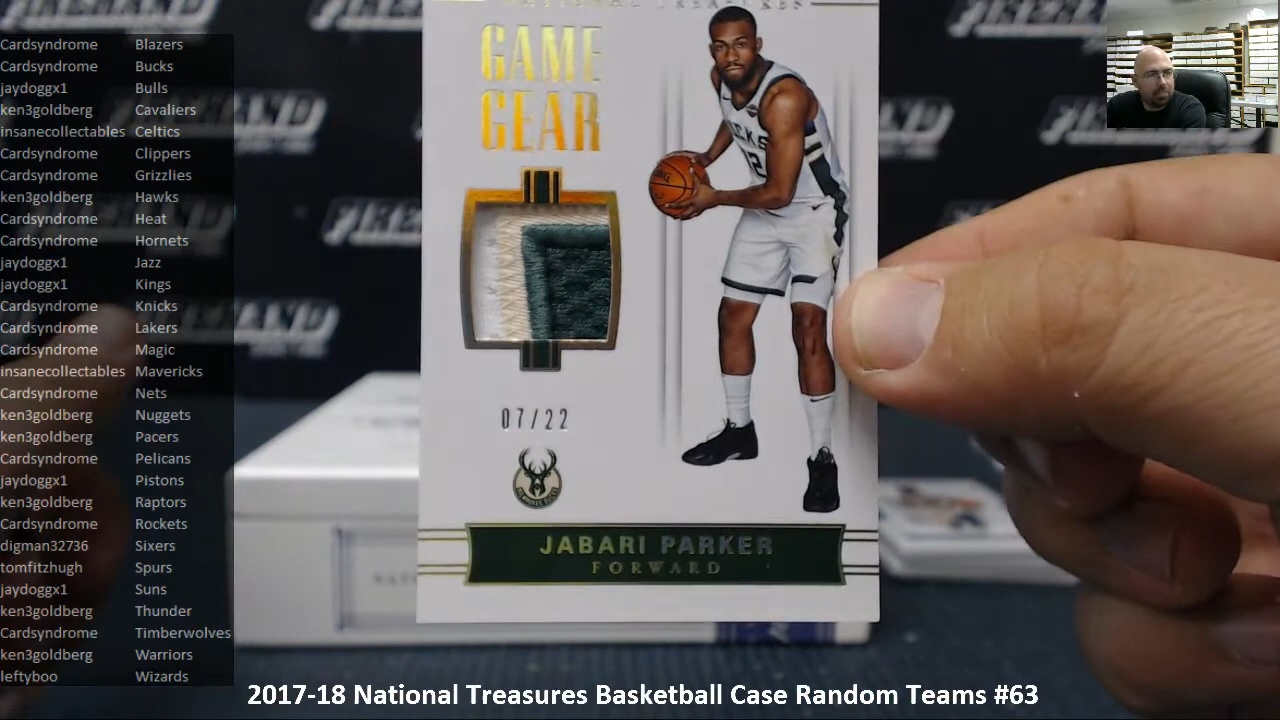 Cardsyndrome Blazers
Cardsyndrome Bucks
jaydoggx1 Bulls
ken3goldberg Cavaliers
insanecollectables Celtics
Cardsyndrome Clippers
Cardsyndrome Grizzlies
ken3goldberg Hawks
Cardsyndrome Heat
Cardsyndrome Hornets
jaydoggx1 Jazz
jaydoggx1 Kings
Cardsyndrome Knicks
Cardsyndrome Lakers
Cardsyndrome Magic
insanecollectables Mavericks
Cardsyndrome Nets
ken3goldberg Nuggets
ken3goldberg Pacers
Cardsyndrome Pelicans
jaydoggx1 Pistons
ken3goldberg Raptors
Cardsyndrome Rockets
digman32736 Sixers
tomfitzhugh Spurs
jaydoggx1 Suns
ken3goldberg Thunder
Cardsyndrome Timberwolves
ken3goldberg Warriors
leftyboo Wizards
NATIONAL TREASURES
GAME
GEAR
07/22
JABARI PARKER
FORWARD
2017-18 National Treasures Basketball Case Random Teams #63